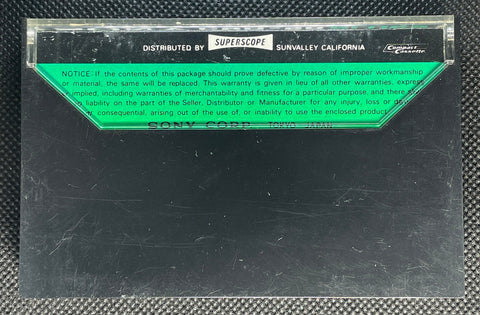 DISTRIBUTED BY SUPERSCOPE SUNVALLEY CALIFORNIA Compact Cassette
NOTICE: If the contents of this package should prove defective by reason of improper workmanship
or material, the same will be replaced. This warranty is given in lieu of all other warranties, express
implied, including warranties of merchantability and fitness for a particular purpose, and there
liability on the part of the Seller, Distributor or Manufacturer for any injury, loss or
consequential, arising out of the use of, or inability to use the enclosed product
SONY CORP. TOKYO JAPAN